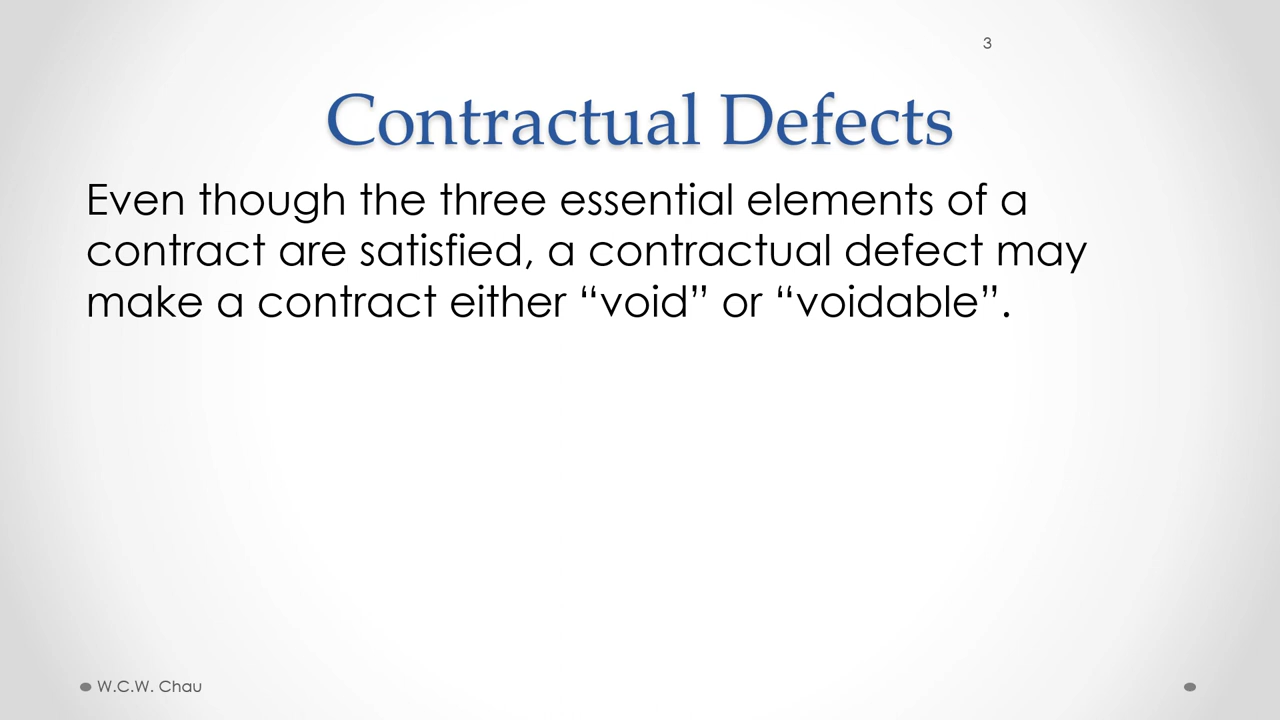 3
Contractual Defects
Even though the three essential elements of a
contract are satisfied, a contractual defect may
make a contract either “void” or “voidable”.
W.C.W. Chau